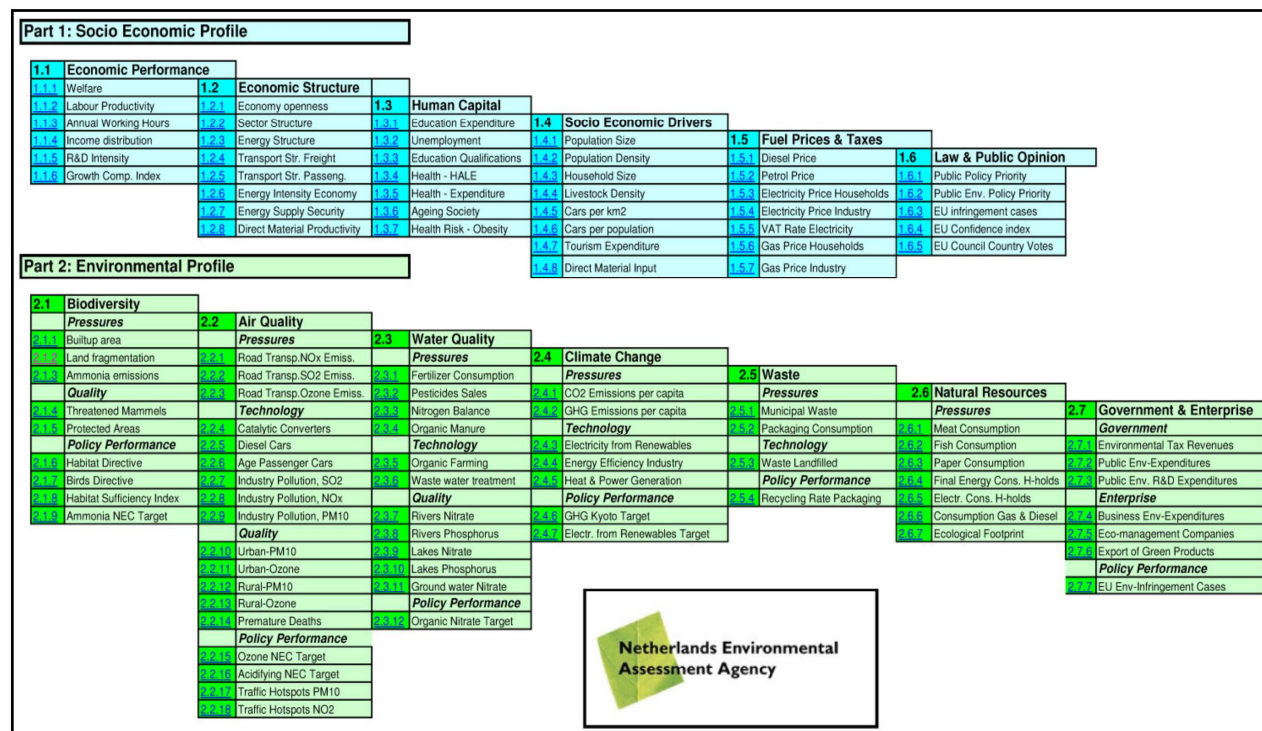 Part 1: Socio Economic Profile
1.1 Economic Performance
1.1.1 Welfare
1.1.2 Labour Productivity
1.1.3 Annual Working Hours
1.1.4 Income distribution
1.1.5 R&D Intensity
1.1.6 Growth Comp. Index
1.2 Economic Structure
1.2.1 Economy openness
1.2.2 Sector Structure
1.2.3 Energy Structure
1.2.4 Transport Str. Freight
1.2.5 Transport Str. Passeng.
1.2.6 Energy Intensity Economy
1.2.7 Energy Supply Security
1.2.8 Direct Material Productivity
1.3 Human Capital
1.3.1 Education Expenditure
1.3.2 Unemployment
1.3.3 Education Qualifications
1.3.4 Health - HALE
1.3.5 Health - Expenditure
1.3.6 Ageing Society
1.3.7 Health Risk - Obesity
1.4 Socio Economic Drivers
1.4.1 Population Size
1.4.2 Population Density
1.4.3 Household Size
1.4.4 Livestock Density
1.4.5 Cars per km2
1.4.6 Cars per population
1.4.7 Tourism Expenditure
1.4.8 Direct Material Input
1.5 Fuel Prices & Taxes
1.5.1 Diesel Price
1.5.2 Petrol Price
1.5.3 Electricity Price Households
1.5.4 Electricity Price Industry
1.5.5 VAT Rate Electricity
1.5.6 Gas Price Households
1.5.7 Gas Price Industry
1.6 Law & Public Opinion
1.6.1 Public Policy Priority
1.6.2 Public Env. Policy Priority
1.6.3 EU infringement cases
1.6.4 EU Confidence index
1.6.5 EU Council Country Votes
Part 2: Environmental Profile
2.1 Biodiversity
Pressures
2.1.1 Builtup area
2.1.2 Land fragmentation
2.1.3 Ammonia emissions
Quality
2.1.4 Threatened Mammels
2.1.5 Protected Areas
Policy Performance
2.1.6 Habitat Directive
2.1.7 Birds Directive
2.1.8 Habitat Sufficiency Index
2.1.9 Ammonia NEC Target
2.2 Air Quality
Pressures
2.2.1 Road Transp.NOx Emiss.
2.2.2 Road Transp.SO2 Emiss.
2.2.3 Road Transp.Ozone Emiss.
Technology
2.2.4 Catalytic Converters
2.2.5 Diesel Cars
2.2.6 Age Passenger Cars
2.2.7 Industry Pollution, SO2
2.2.8 Industry Pollution, NOx
2.2.9 Industry Pollution, PM10
Quality
2.2.10 Urban-PM10
2.2.11 Urban-Ozone
2.2.12 Rural-PM10
2.2.13 Rural-Ozone
2.2.14 Premature Deaths
Policy Performance
2.2.15 Ozone NEC Target
2.2.16 Acidifying NEC Target
2.2.17 Traffic Hotspots PM10
2.2.18 Traffic Hotspots NO2
2.3 Water Quality
Pressures
2.3.1 Fertilizer Consumption
2.3.2 Pesticides Sales
2.3.3 Nitrogen Balance
2.3.4 Organic Manure
Technology
2.3.5 Organic Farming
2.3.6 Waste water treatment
Quality
2.3.7 Rivers Nitrate
2.3.8 Rivers Phosphorus
2.3.9 Lakes Nitrate
2.3.10 Lakes Phosphorus
2.3.11 Ground water Nitrate
Policy Performance
2.3.12 Organic Nitrate Target
2.4 Climate Change
Pressures
2.4.1 CO2 Emissions per capita
2.4.2 GHG Emissions per capita
Technology
2.4.3 Electricity from Renewables
2.4.4 Energy Efficiency Industry
2.4.5 Heat & Power Generation
Policy Performance
2.4.6 GHG Kyoto Target
2.4.7 Electr. from Renewables Target
2.5 Waste
Pressures
2.5.1 Municipal Waste
2.5.2 Packaging Consumption
Technology
2.5.3 Waste Landfilled
Policy Performance
2.5.4 Recycling Rate Packaging
2.6 Natural Resources
Pressures
2.6.1 Meat Consumption
2.6.2 Fish Consumption
2.6.3 Paper Consumption
2.6.4 Final Energy Cons. H-holds
2.6.5 Electr. Cons. H-holds
2.6.6 Consumption Gas & Diesel
2.6.7 Ecological Footprint
2.7 Government & Enterprise
Government
2.7.1 Environmental Tax Revenues
2.7.2 Public Env-Expenditures
2.7.3 Public Env. R&D Expenditures
Enterprise
2.7.4 Business Env-Expenditures
2.7.5 Eco-management Companies
2.7.6 Export of Green Products
Policy Performance
2.7.7 EU Env-Infringement Cases
Netherlands Environmental
Assessment Agency